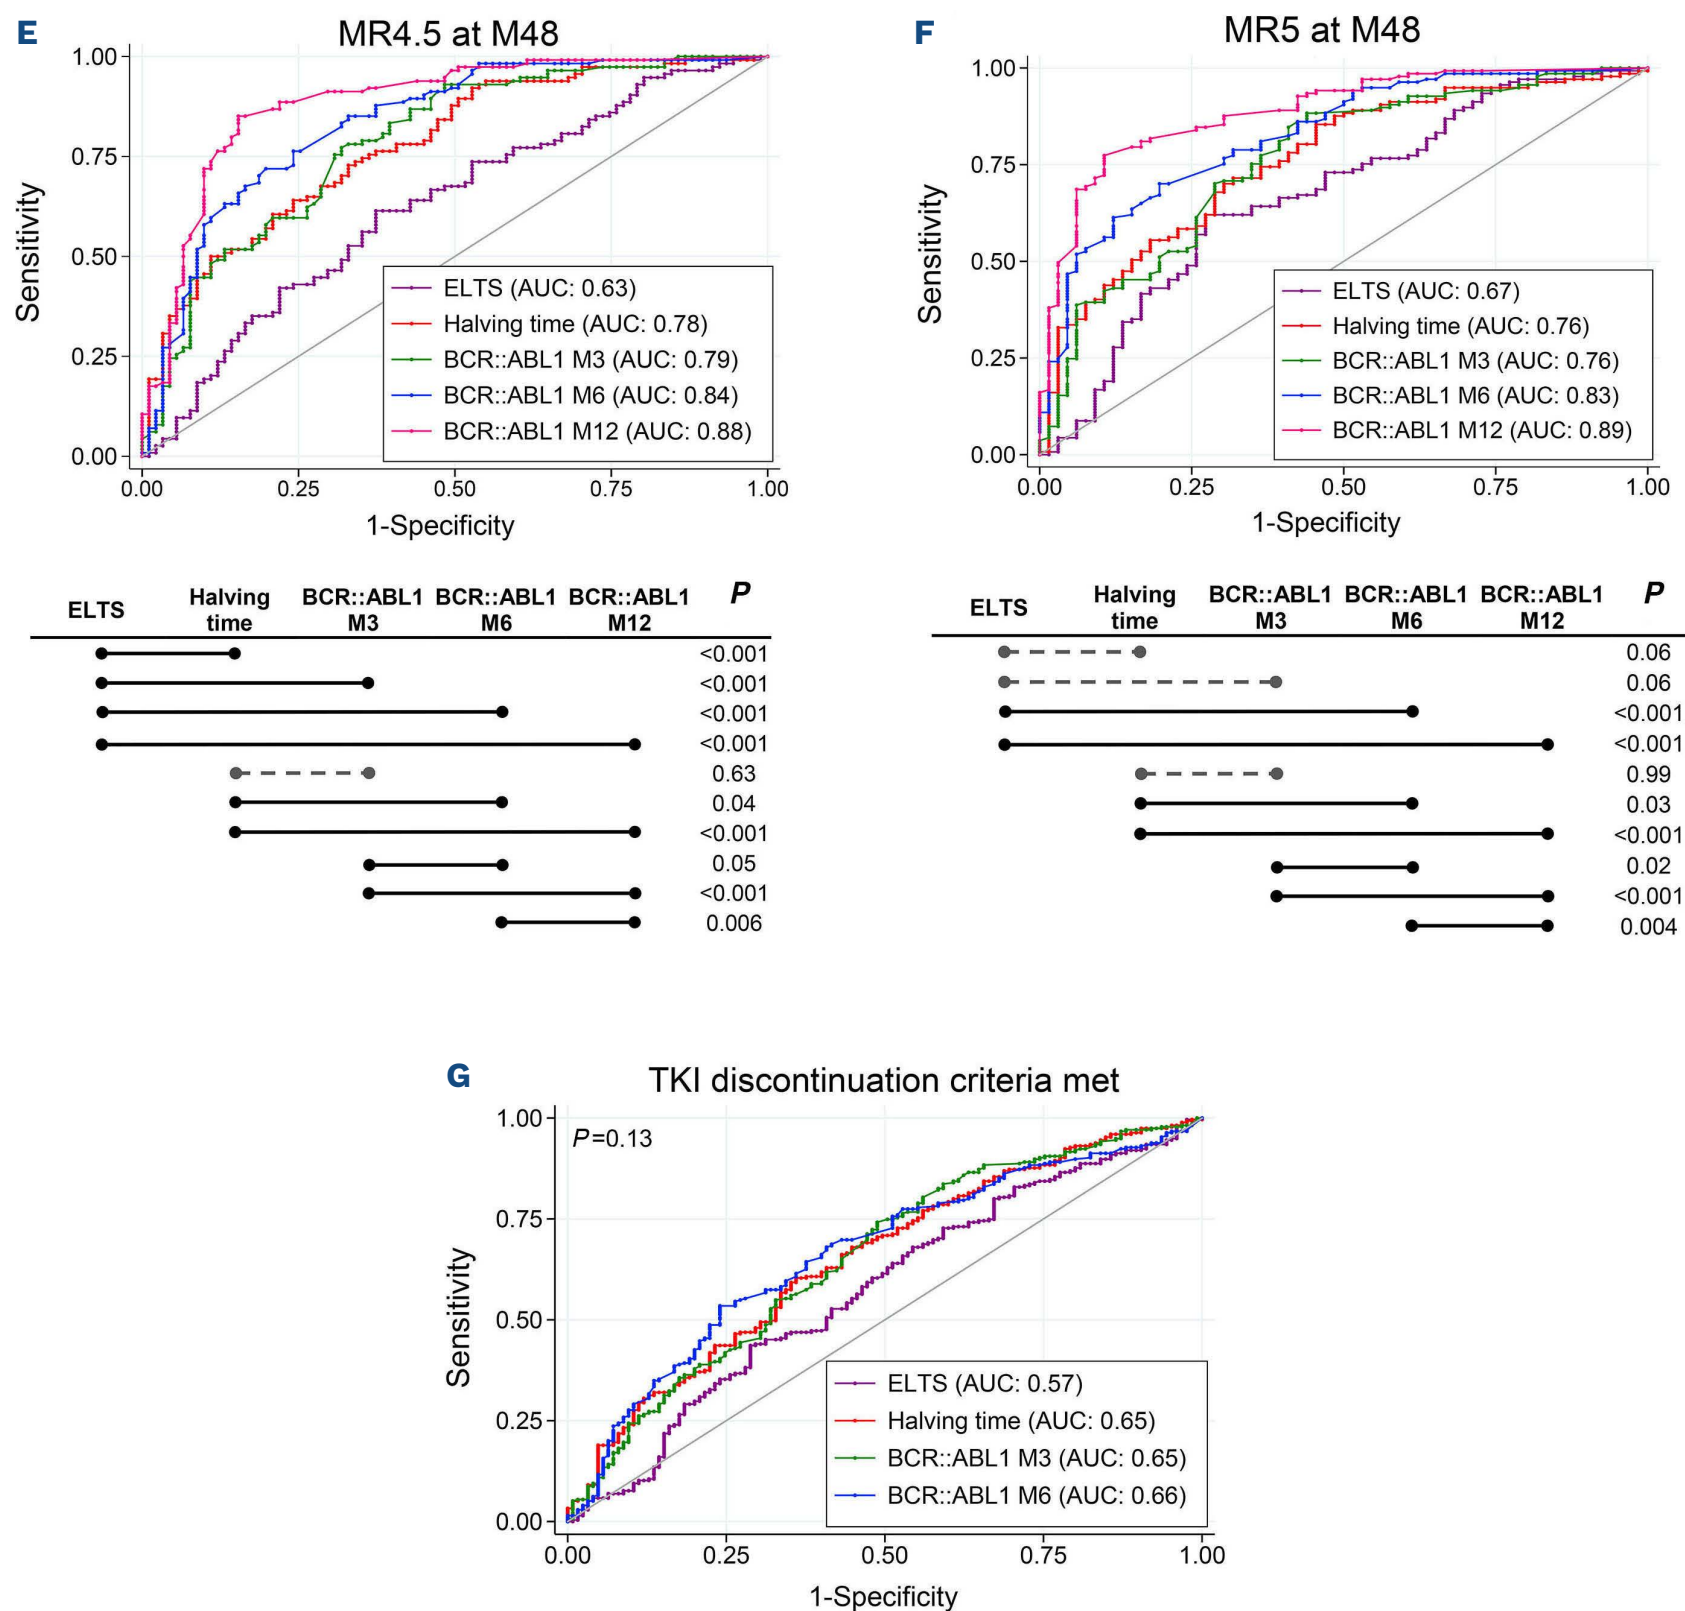 E
MR4.5 at M48
1.00
0.75
0.50
0.25
0.00
Sensitivity
ELTS (AUC: 0.63)
Halving time (AUC: 0.78)
BCR::ABL1 M3 (AUC: 0.79)
BCR::ABL1 M6 (AUC: 0.84)
BCR::ABL1 M12 (AUC: 0.88)
0.00 0.25 0.50 0.75 1.00
1-Specificity
ELTS Halving time BCR::ABL1 M3 BCR::ABL1 M6 BCR::ABL1 M12 P
<0.001
<0.001
<0.001
<0.001
0.63
0.04
<0.001
0.05
<0.001
0.006
F
MR5 at M48
1.00
0.75
0.50
0.25
0.00
Sensitivity
ELTS (AUC: 0.67)
Halving time (AUC: 0.76)
BCR::ABL1 M3 (AUC: 0.76)
BCR::ABL1 M6 (AUC: 0.83)
BCR::ABL1 M12 (AUC: 0.89)
0.00 0.25 0.50 0.75 1.00
1-Specificity
ELTS Halving time BCR::ABL1 M3 BCR::ABL1 M6 BCR::ABL1 M12 P
0.06
0.06
<0.001
<0.001
0.99
0.03
<0.001
0.02
<0.001
0.004
G
TKI discontinuation criteria met
P=0.13
1.00
0.75
0.50
0.25
0.00
Sensitivity
ELTS (AUC: 0.57)
Halving time (AUC: 0.65)
BCR::ABL1 M3 (AUC: 0.65)
BCR::ABL1 M6 (AUC: 0.66)
0.00 0.25 0.50 0.75 1.00
1-Specificity